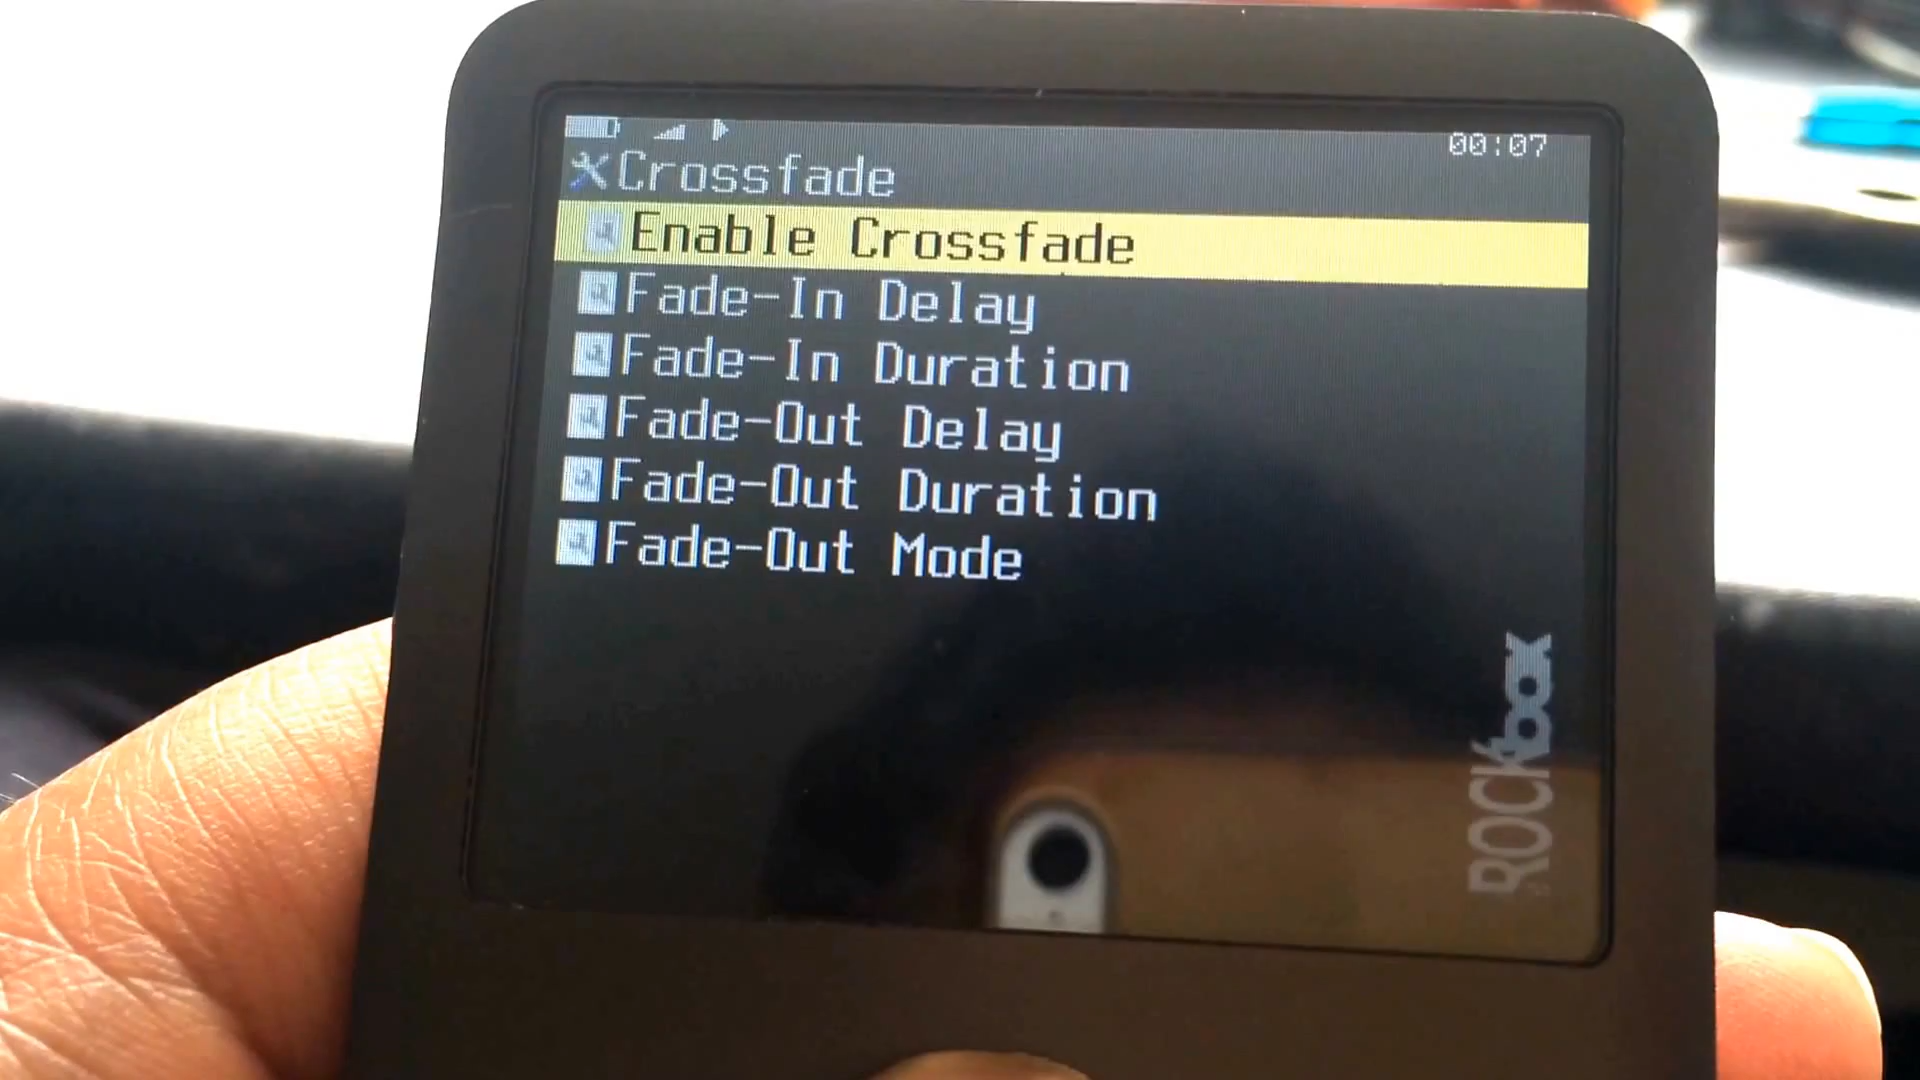 00:07
Crossfade
Enable Crossfade
Fade-In Delay
Fade-In Duration
Fade-Out Delay
Fade-Out Duration
Fade-Out Mode
ROCKbox